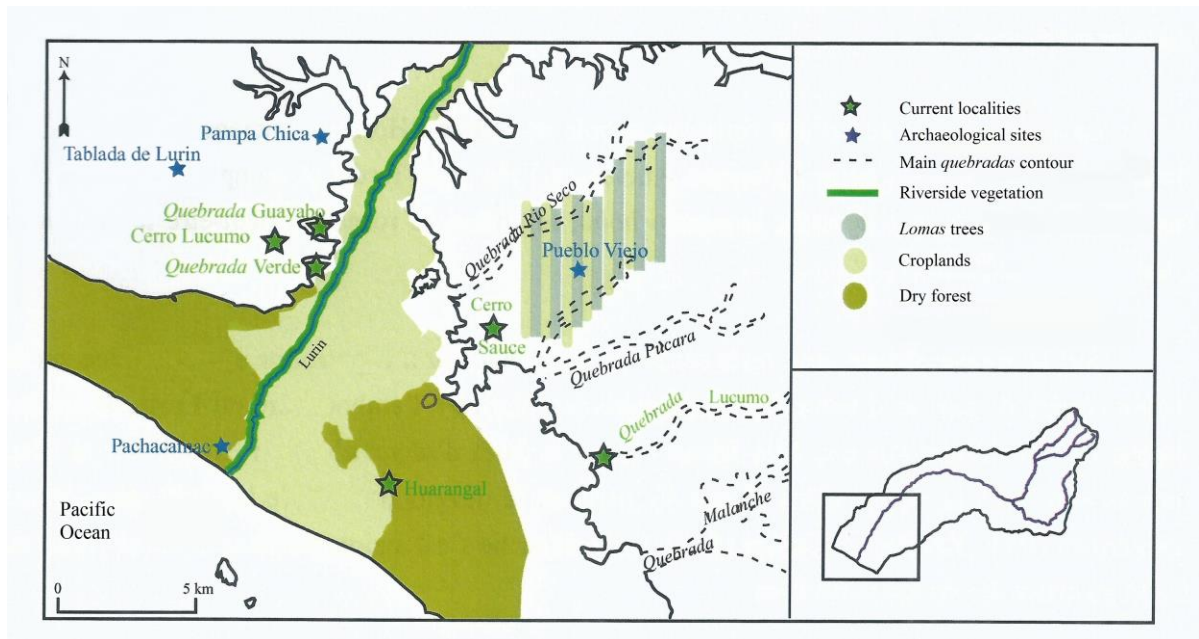 N
Pampa Chica
Tablada de Lurin
Quebrada Guayabo
Cerro Lucumo
Quebrada Verde
Lurin
Pachacamac
Pacific
Ocean
0
5 km
Huarangal
Quebrada Rio Seco
Pueblo Viejo
Cerro
Sauce
Quebrada Pucara
Quebrada
Lucumo
Malanche
Quebrada
Current localities
Archaeological sites
Main quebradas contour
Riverside vegetation
Lomas trees
Croplands
Dry forest